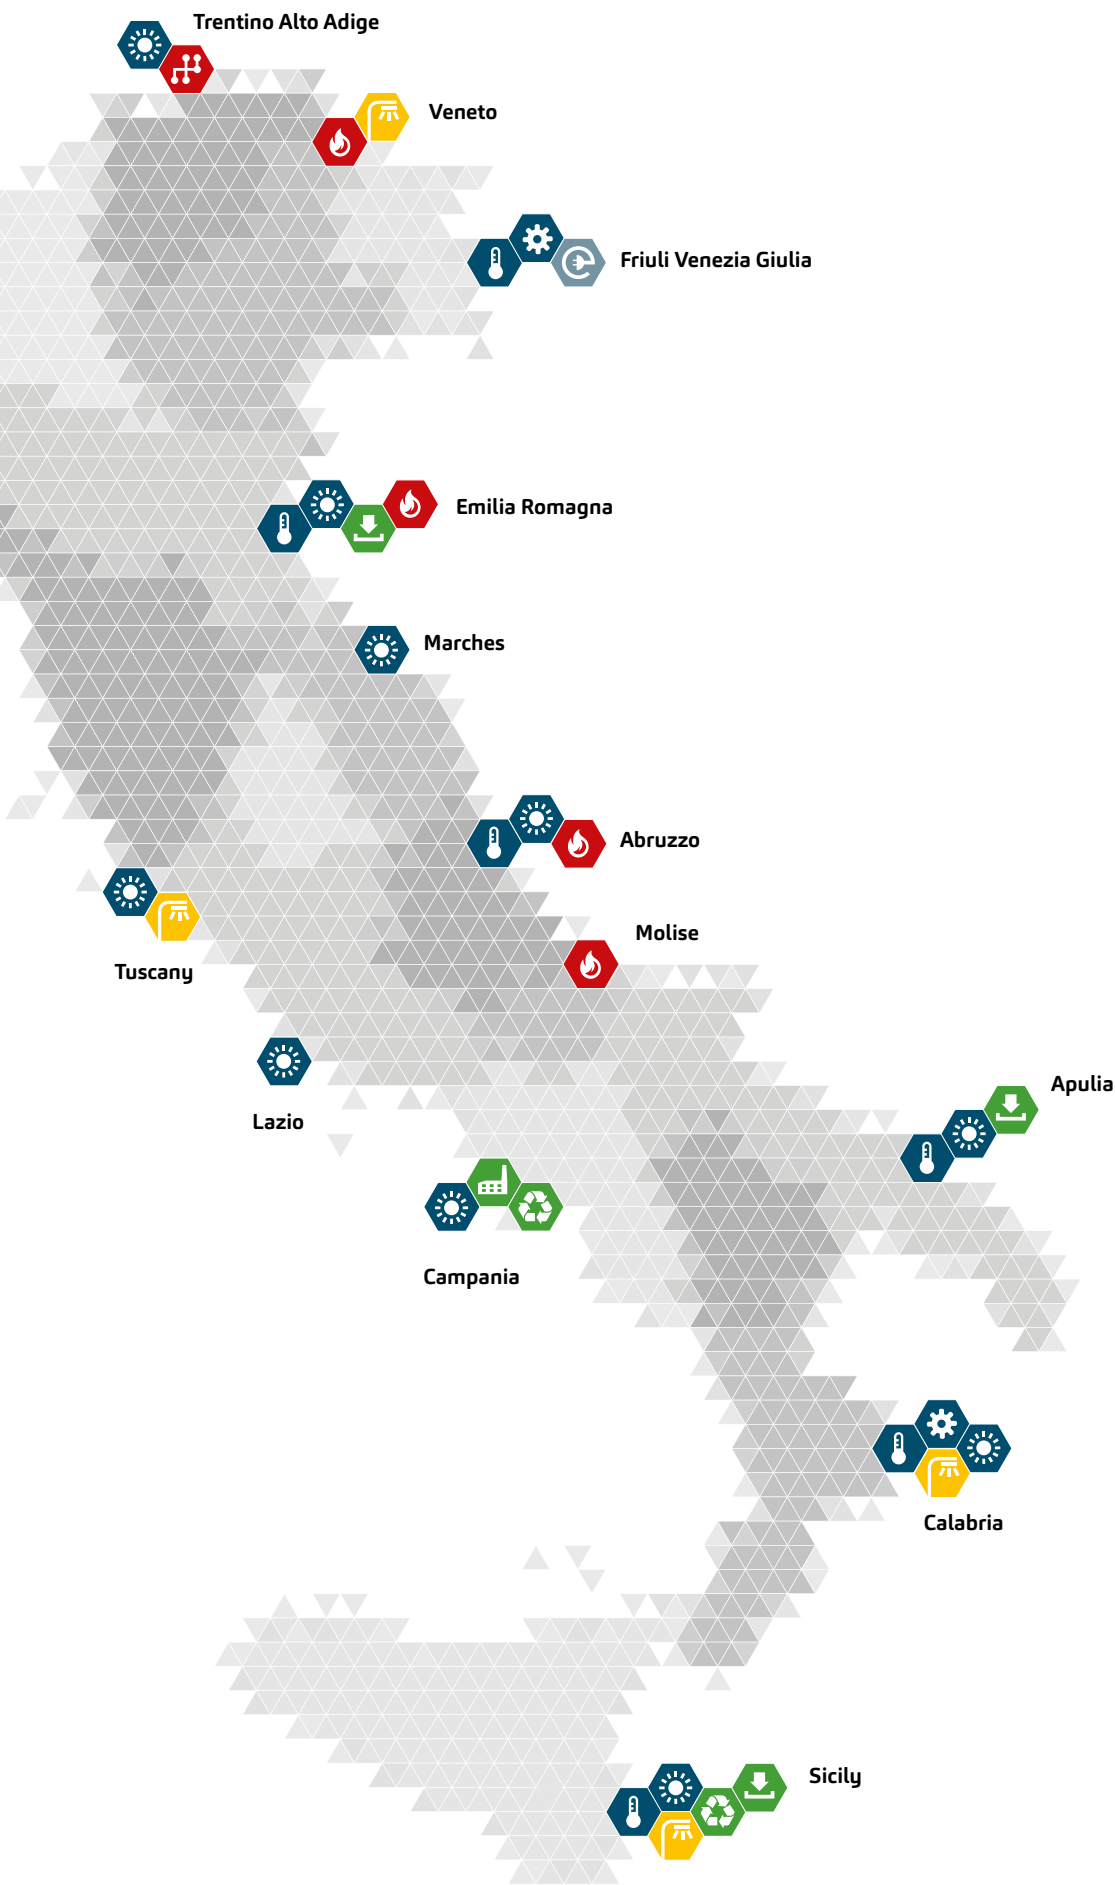 Trentino Alto Adige
Veneto
Friuli Venezia Giulia
Emilia Romagna
Marches
Abruzzo
Molise
Tuscany
Apulia
Lazio
Campania
Calabria
Sicily